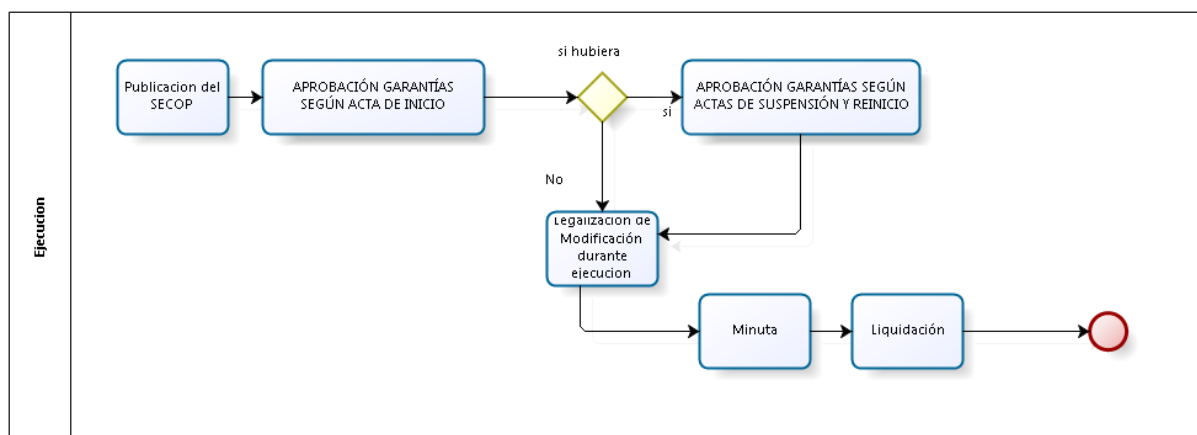 Ejecucion
Publicacion del
SECOP
APROBACIÓN GARANTÍAS
SEGÚN ACTA DE INICIO
si hubiera
si
APROBACIÓN GARANTÍAS SEGÚN
ACTAS DE SUSPENSIÓN Y REINICIO
No
Legalización de
Modificación
durante
ejecucion
Minuta
Liquidación